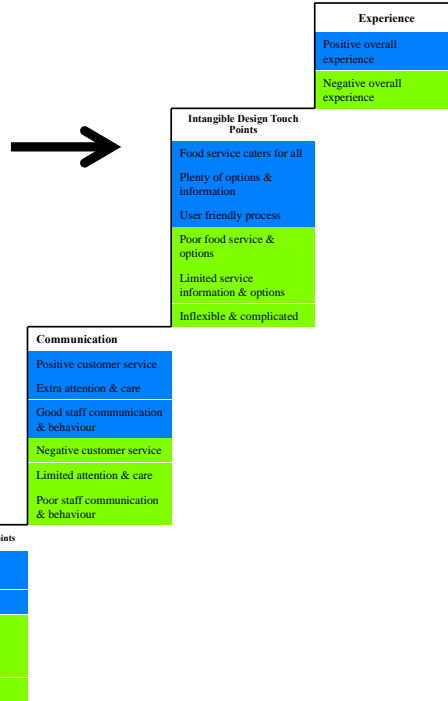 Experience
Positive overall
experience
Negative overall
experience
Intangible Design Touch
Points
Food service caters for all
Plenty of options &
information
User friendly process
Poor food service &
options
Limited service
information & options
Inflexible & complicated
Communication
Positive customer service
Extra attention & care
Good staff communication
& behaviour
Negative customer service
Limited attention & care
Poor staff communication
& behaviour
ints